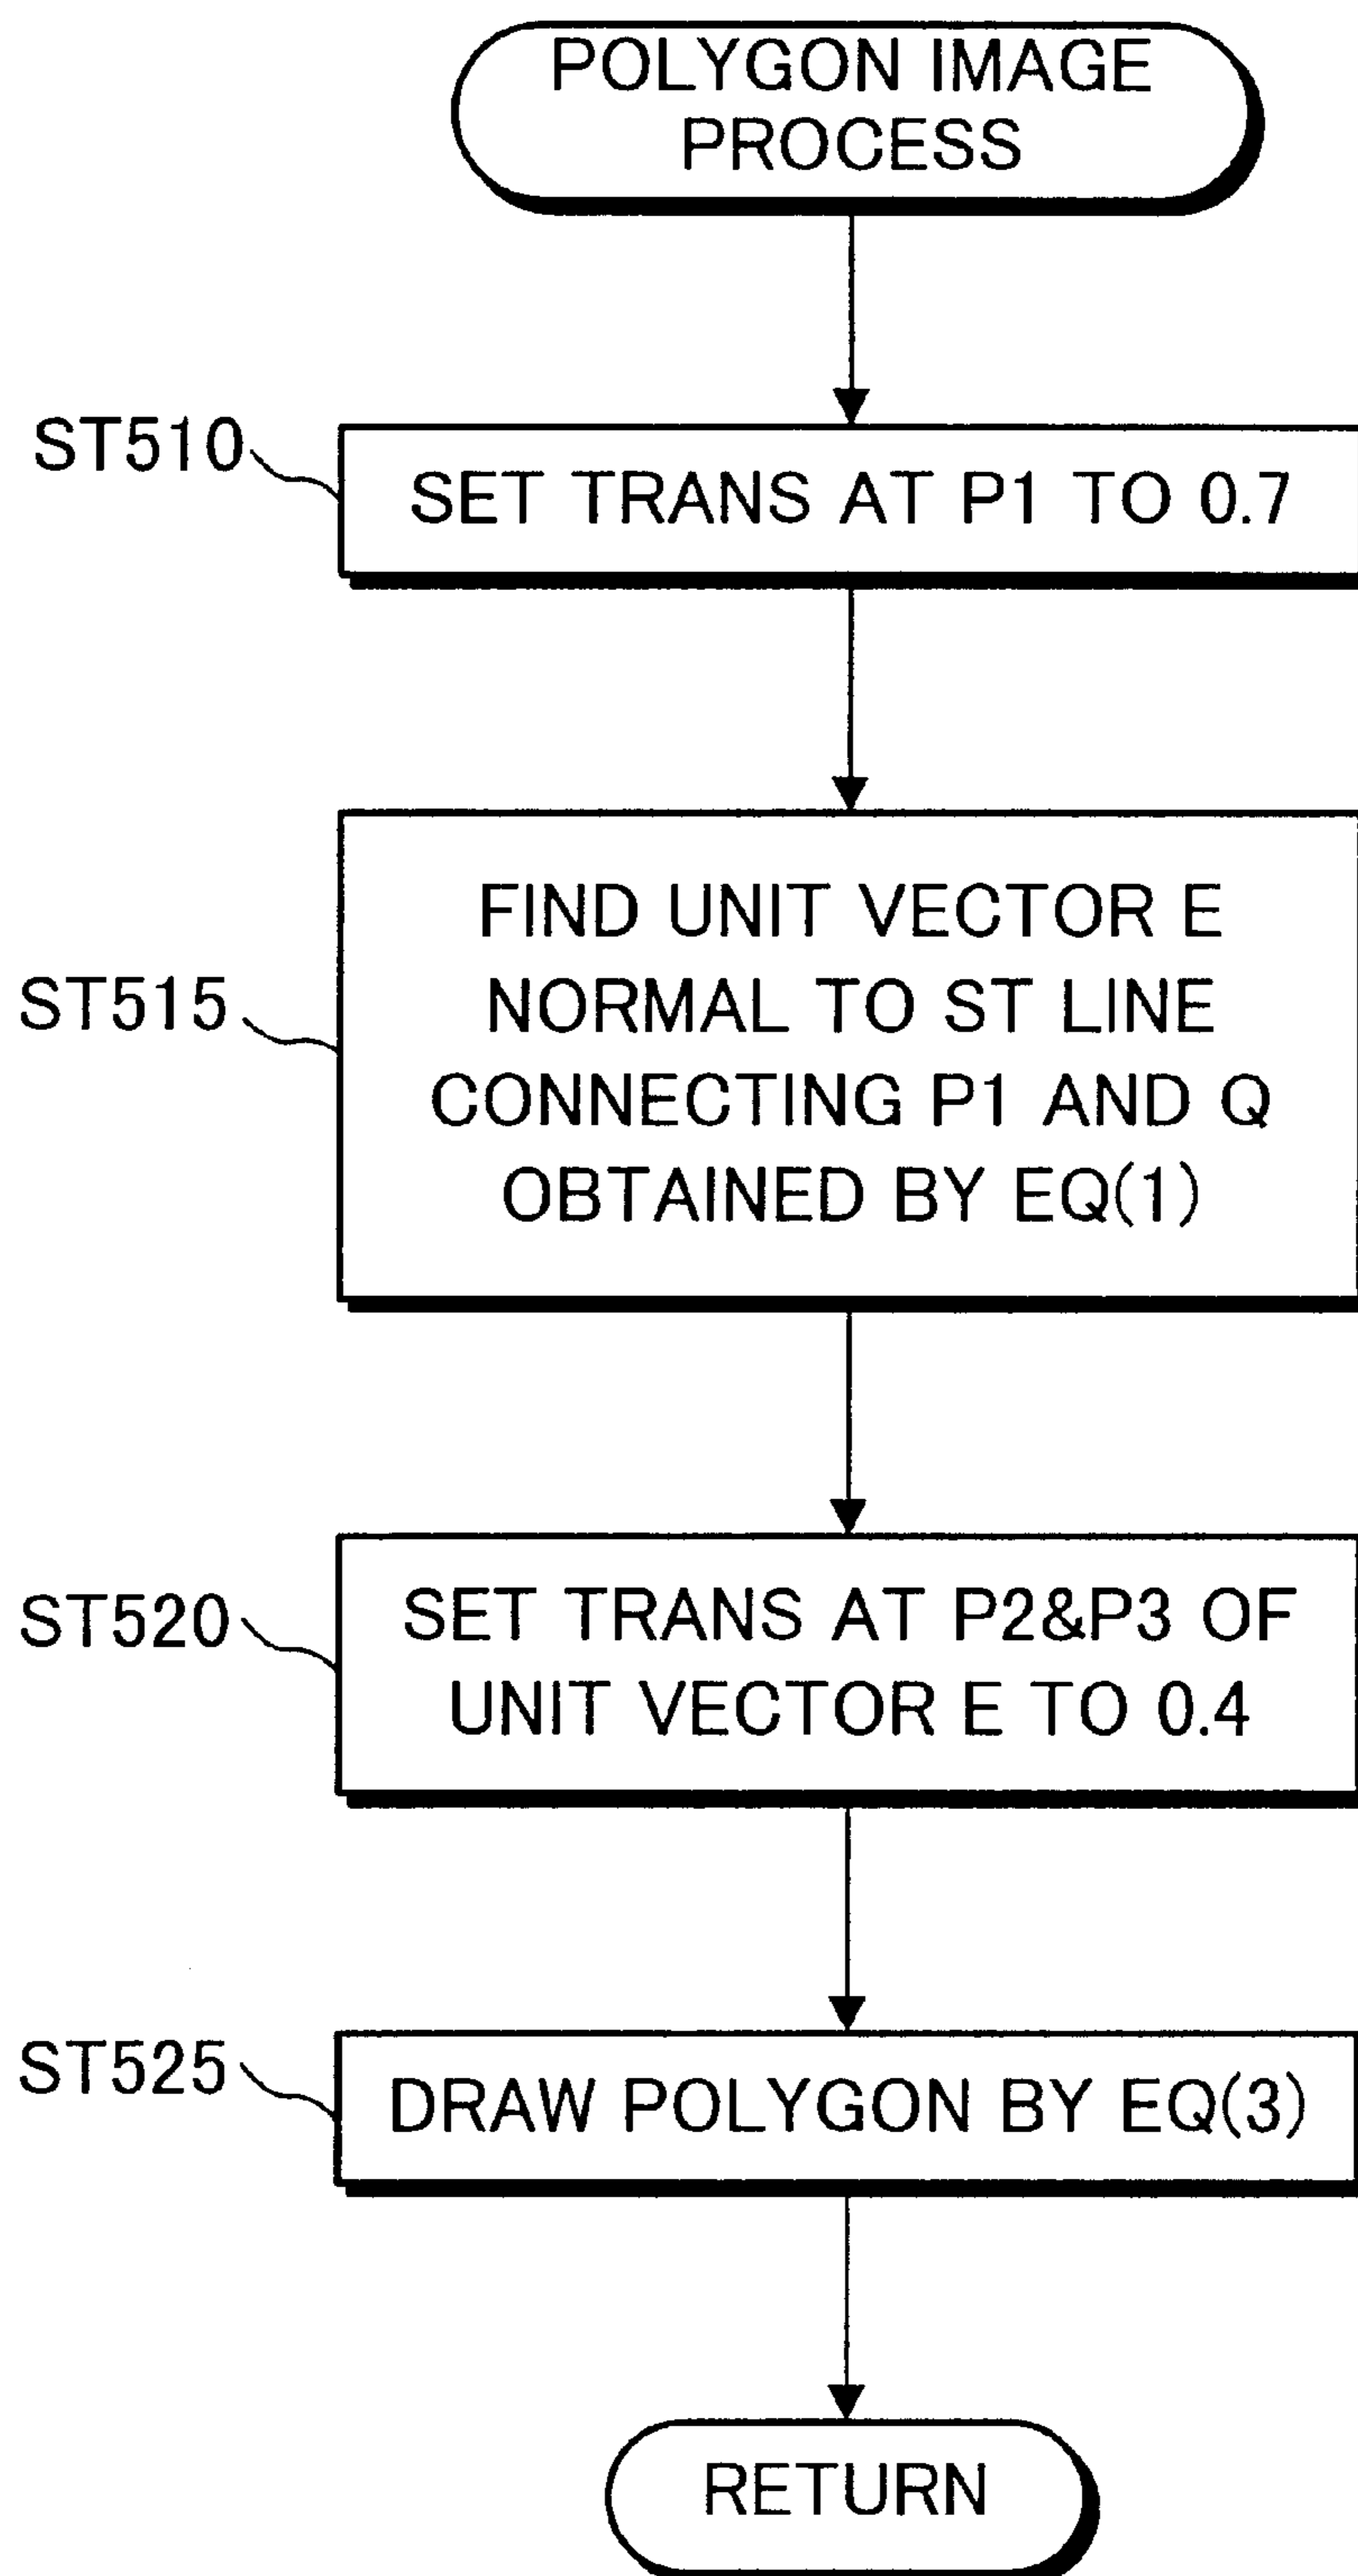 POLYGON IMAGE
PROCESS
ST510
SET TRANS AT P1 TO 0.7
ST515
FIND UNIT VECTOR E
NORMAL TO ST LINE
CONNECTING P1 AND Q
OBTAINED BY EQ(1)
ST520
SET TRANS AT P2&P3 OF
UNIT VECTOR E TO 0.4
ST525
DRAW POLYGON BY EQ(3)
RETURN